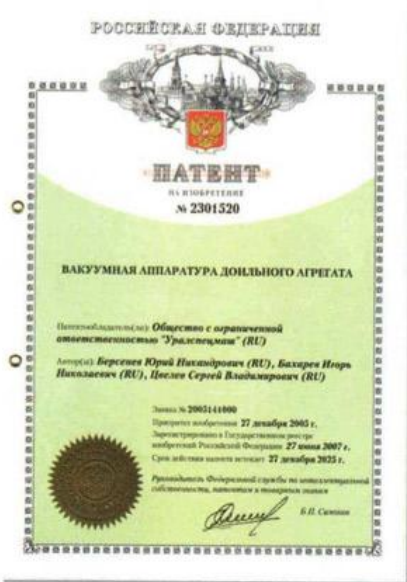 РОССИЙСКАЯ ФЕДЕРАЦИЯ
ПАТЕНТ
НА ИЗОБРЕТЕНИЕ
№ 2301520
ВАКУУМНАЯ АППАРАТУРА ДОИЛЬНОГО АГРЕГАТА
Патентообладатель(ли): Общество с ограниченной
ответственностью "Уралспецмаш" (RU)
Автор(ы): Берсенев Юрий Никандрович (RU), Бахарев Игорь
Николаевич (RU), Цвелев Сергей Владимирович (RU)
Заявка № 2005141000
Приоритет изобретения 27 декабря 2005 г.
Зарегистрировано в Государственном реестре
изобретений Российской Федерации 27 июня 2007 г.
Срок действия патента истекает 27 декабря 2025 г.
Руководитель Федеральной службы по интеллектуальной
собственности, патентам и товарным знакам
Б.П. Симонов